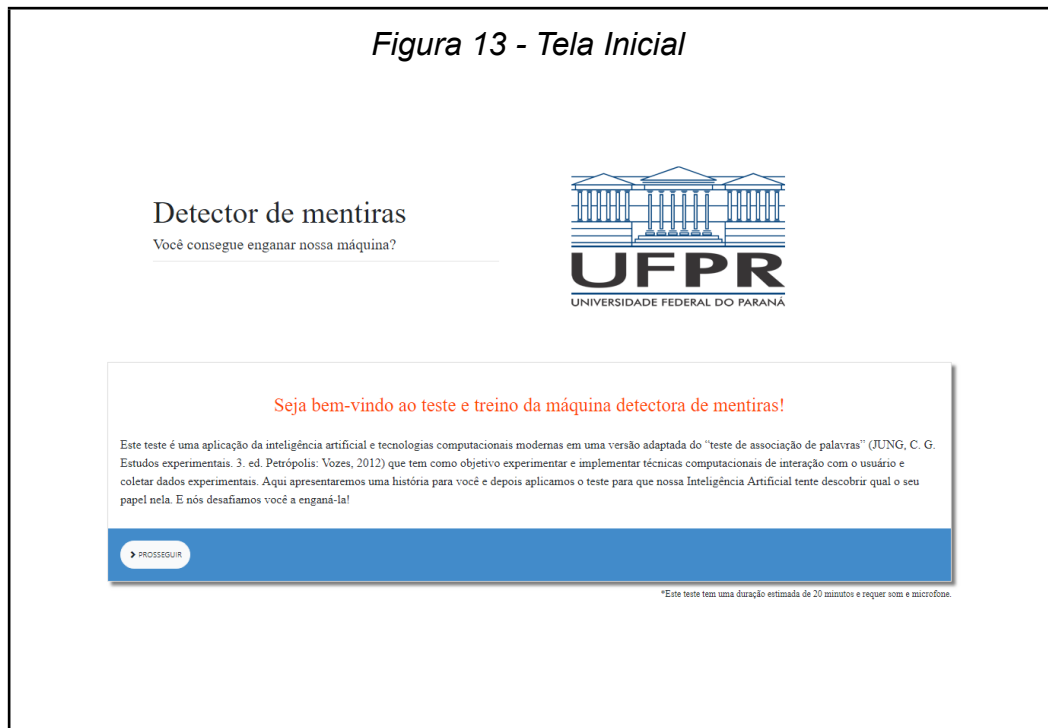 Figura 13 - Tela Inicial
Detector de mentiras
Você consegue enganar nossa máquina?
UFPR
UNIVERSIDADE FEDERAL DO PARANÁ
Seja bem-vindo ao teste e treino da máquina detectora de mentiras!
Este teste é uma aplicação da inteligência artificial e tecnologias computacionais modernas em uma versão adaptada do “teste de associação de palavras” (JUNG, C. G.
Estudos experimentais. 3. ed. Petrópolis: Vozes, 2012) que tem como objetivo experimentar e implementar técnicas computacionais de interação com o usuário e
coletar dados experimentais. Aqui apresentaremos uma história para você e depois aplicamos o teste para que nossa Inteligência Artificial tente descobrir qual o seu
papel nela. E nós desafiamos você a enganá-la!
PROSSEGUIR
*Este teste tem uma duração estimada de 20 minutos e requer som e microfone.